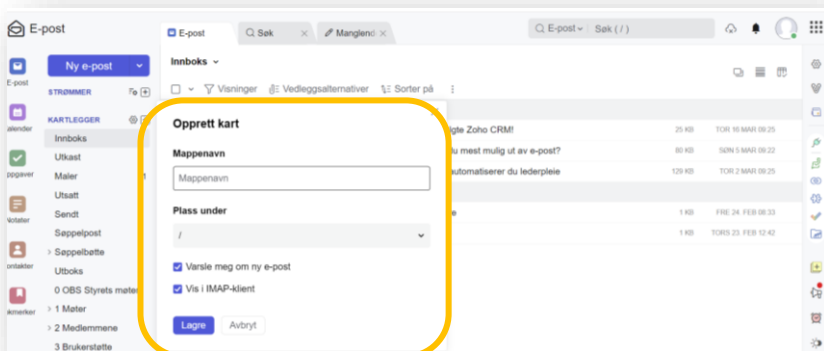 E-post
E-post
Søk
Manglend
E-post
Søk ( / )
E-post
Ny e-post
Innboks
STRØMMER
Visninger
Vedleggsalternativer
Sorter på
KARTLEGGER
Innboks
Utkast
Maler
Utsatt
Sendt
Søppelpost
Søppelbøtte
Utboks
0 OBS Styrets møter
1 Møter
2 Medlemmene
3 Brukerstøtte
alender
ppgaver
Notater
ontakter
okmerker
Opprett kart
Mappenavn
Mappenavn
Plass under
/
Varsle meg om ny e-post
Vis i IMAP-klient
Lagre
Avbryt
igte Zoho CRM!
25 KB
TOR 16 MAR 09:25
u mest mulig ut av e-post?
80 KB
SØN 5 MAR 09:22
automatiserer du lederpleie
129 KB
TOR 2 MAR 09:25
e
1 KB
FRE 24 FEB 08:33
1 KB
TORS 23 FEB 12:42